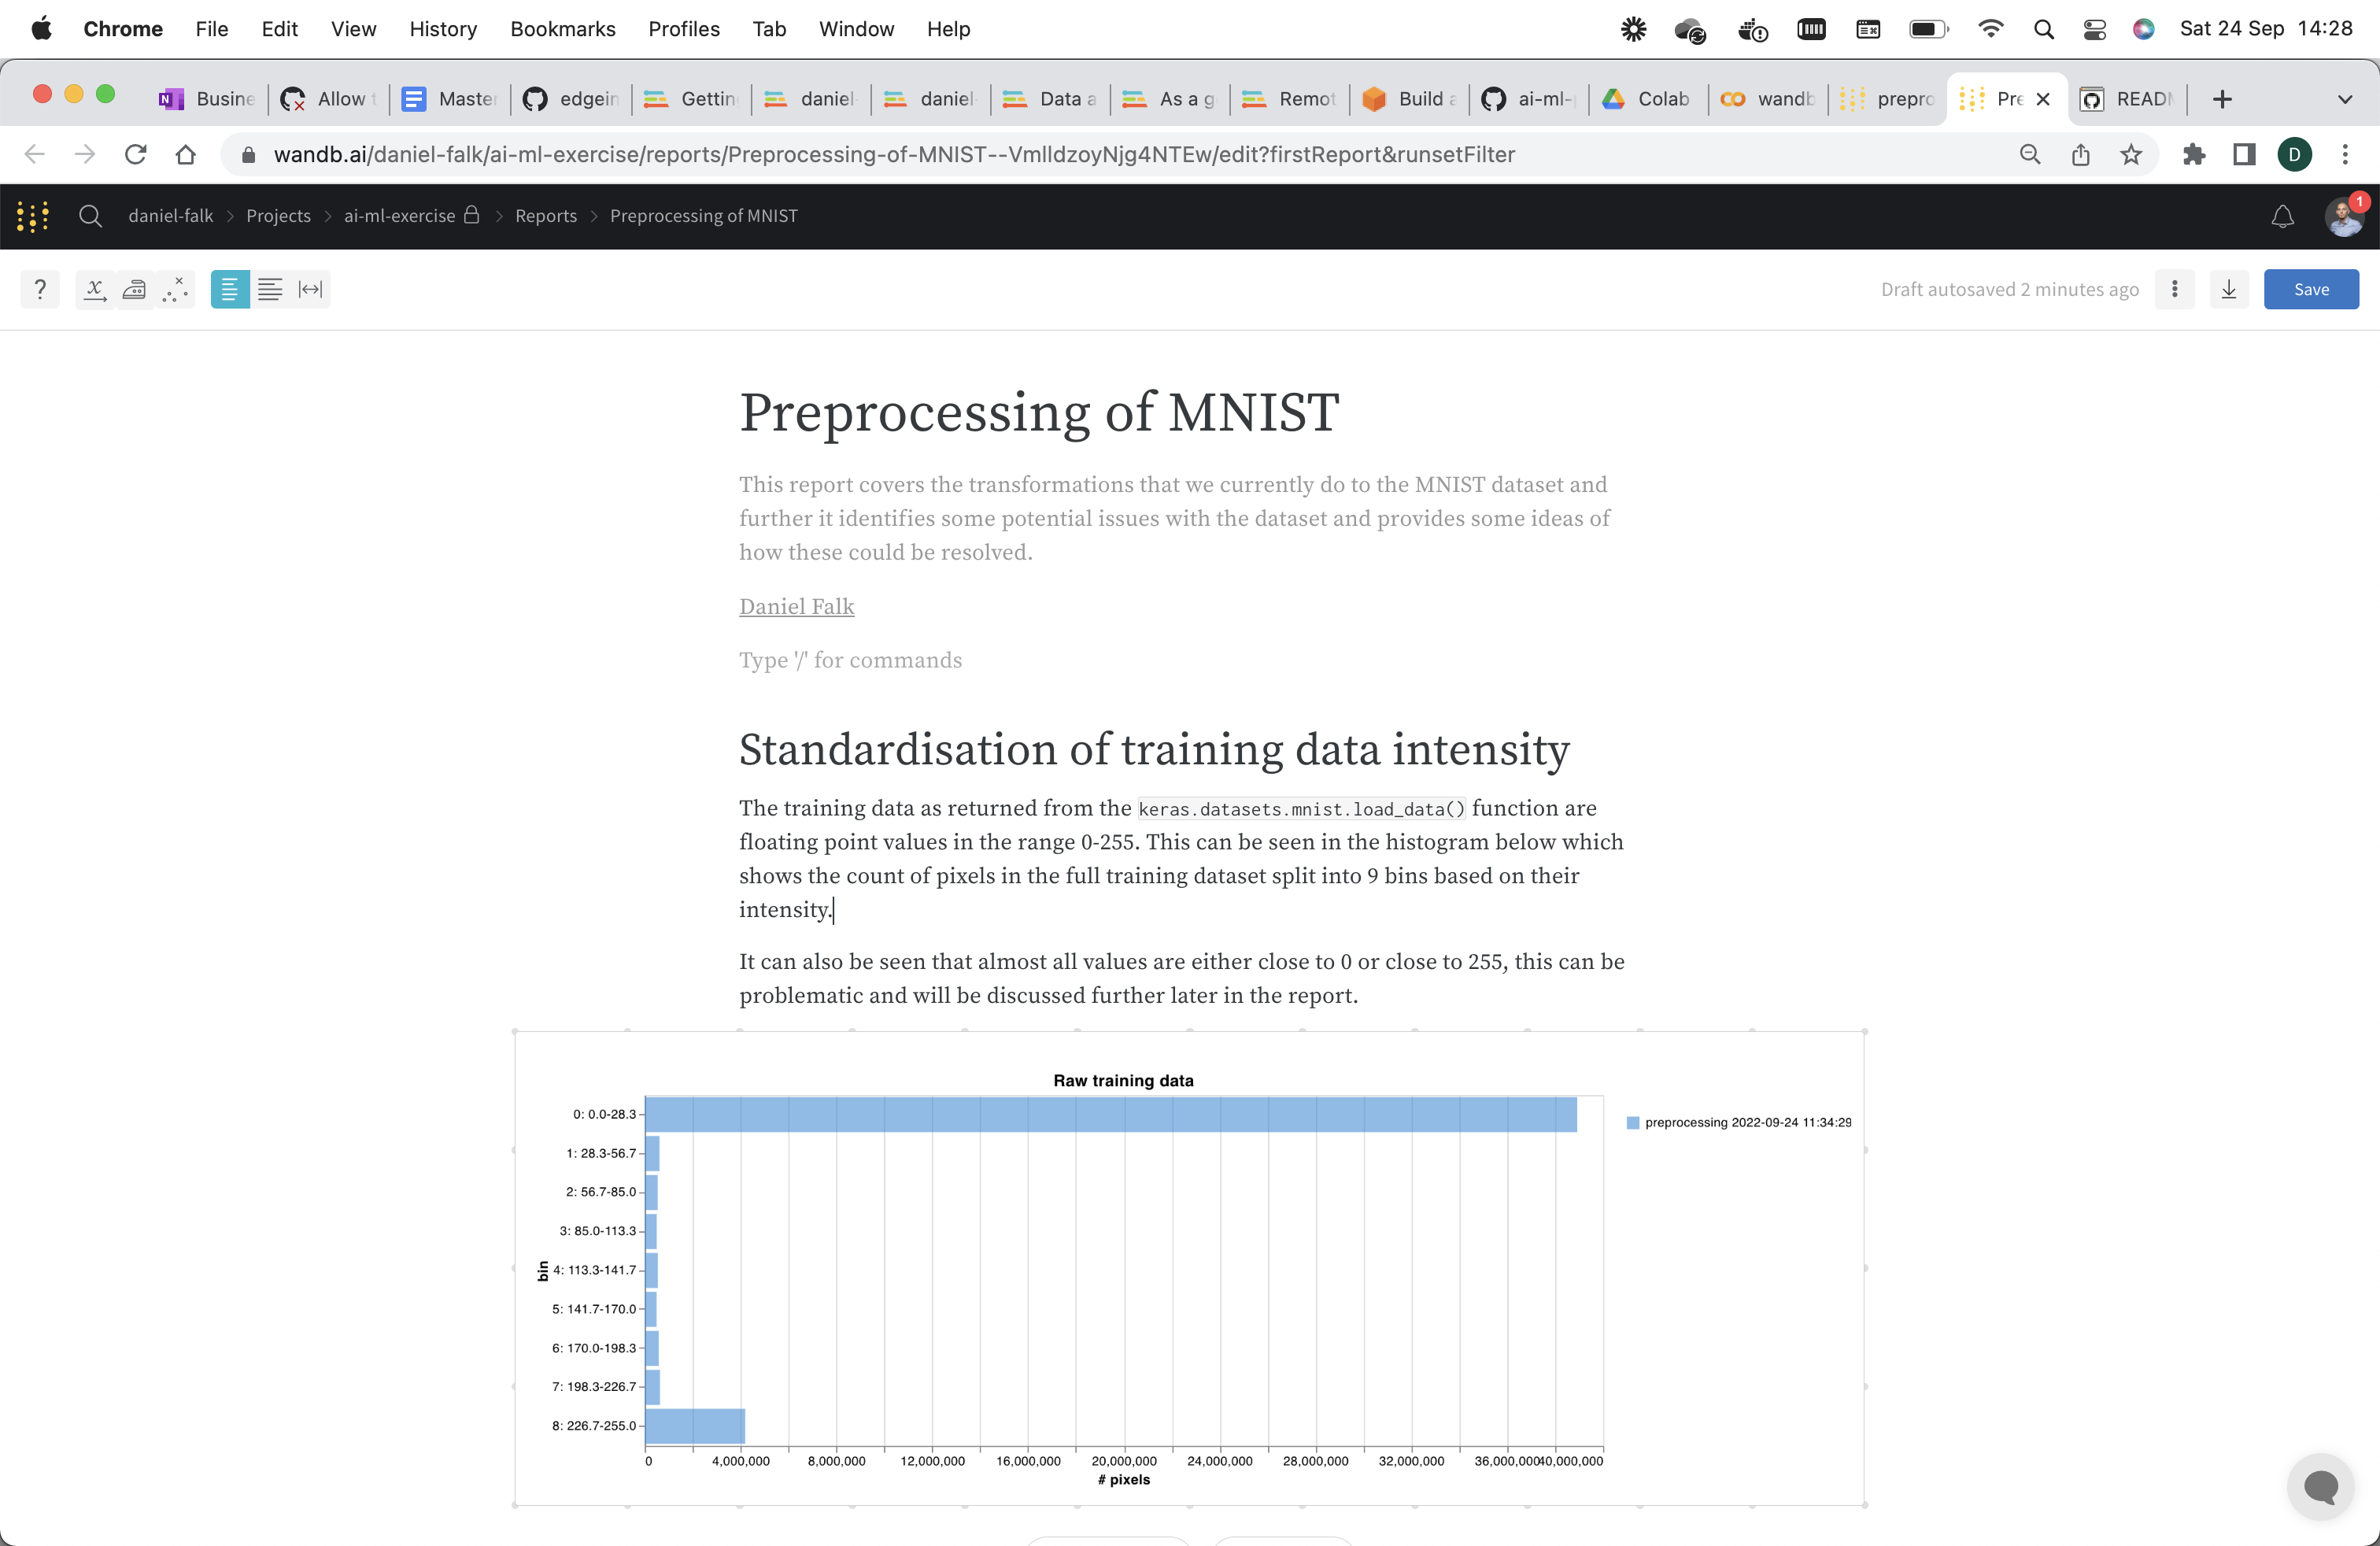 Chrome File Edit View History Bookmarks Profiles Tab Window Help Sat 24 Sep 14:28
Busine Allow Master edgein Gettin daniel- daniel- Data a As a g Remot Build a ai-ml- Colab wandb prepro Pre READM
wandb.ai/daniel-falk/ai-ml-exercise/reports/Preprocessing-of-MNIST--VmlldzoyNjg4NTEw/edit?firstReport&runsetFilter D
daniel-falk > Projects > ai-ml-exercise > Reports > Preprocessing of MNIST 1
? x Draft autosaved 2 minutes ago Save
Preprocessing of MNIST
This report covers the transformations that we currently do to the MNIST dataset and
further it identifies some potential issues with the dataset and provides some ideas of
how these could be resolved.
Daniel Falk
Type '/' for commands
Standardisation of training data intensity
The training data as returned from the keras.datasets.mnist.load_data() function are
floating point values in the range 0-255. This can be seen in the histogram below which
shows the count of pixels in the full training dataset split into 9 bins based on their
intensity.
It can also be seen that almost all values are either close to 0 or close to 255, this can be
problematic and will be discussed further later in the report.
Raw training data
0: 0.0-28.3
preprocessing 2022-09-24 11:34:29
1: 28.3-56.7
2: 56.7-85.0
3: 85.0-113.3
bin
4: 113.3-141.7
5: 141.7-170.0
6: 170.0-198.3
7: 198.3-226.7
8: 226.7-255.0
0 4,000,000 8,000,000 12,000,000 16,000,000 20,000,000 24,000,000 28,000,000 32,000,000 36,000,000 40,000,000
# pixels